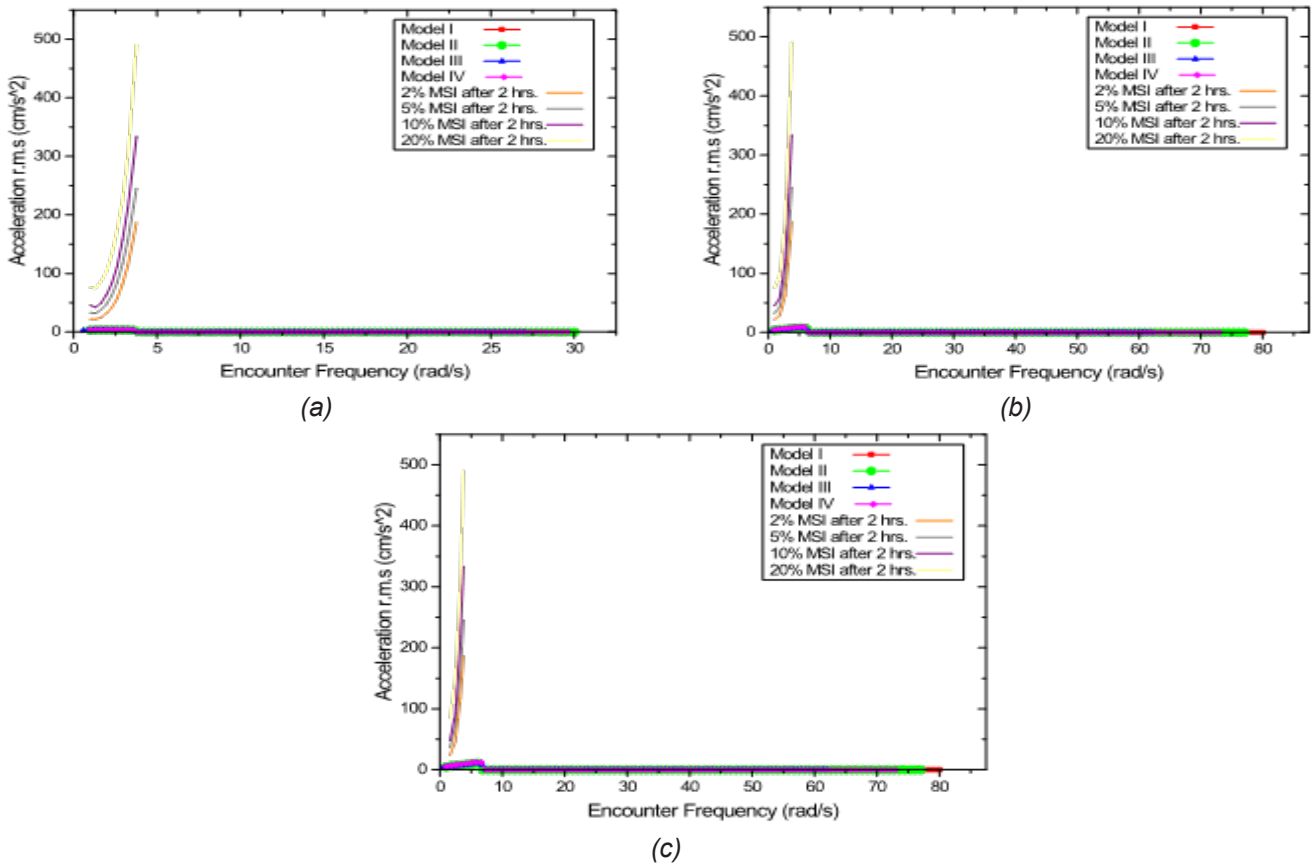 Model I
Model II
Model III
Model IV
2% MSI after 2 hrs.
5% MSI after 2 hrs.
10% MSI after 2 hrs.
20% MSI after 2 hrs.
500
400
300
200
100
0
Acceleration r.m.s (cm/s^2)
0 5 10 15 20 25 30
Encounter Frequency (rad/s)
(a)
Model I
Model II
Model III
Model IV
2% MSI after 2 hrs.
5% MSI after 2 hrs.
10% MSI after 2 hrs.
20% MSI after 2 hrs.
500
400
300
200
100
0
Acceleration r.m.s (cm/s^2)
0 10 20 30 40 50 60 70 80
Encounter Frequency (rad/s)
(b)
Model I
Model II
Model III
Model IV
2% MSI after 2 hrs.
5% MSI after 2 hrs.
10% MSI after 2 hrs.
20% MSI after 2 hrs.
500
400
300
200
100
0
Acceleration r.m.s (cm/s^2)
0 10 20 30 40 50 60 70 80
Encounter Frequency (rad/s)
(c)